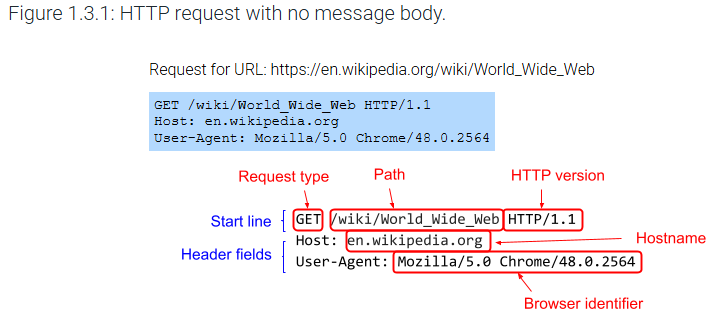 Figure 1.3.1: HTTP request with no message body.
Request for URL: https://en.wikipedia.org/wiki/World_Wide_Web
GET /wiki/World_Wide_Web HTTP/1.1
Host: en.wikipedia.org
User-Agent: Mozilla/5.0 Chrome/48.0.2564
Request type Path HTTP version
Start line GET /wiki/World_Wide_Web HTTP/1.1
Host: en.wikipedia.org Hostname
Header fields
User-Agent: Mozilla/5.0 Chrome/48.0.2564
Browser identifier